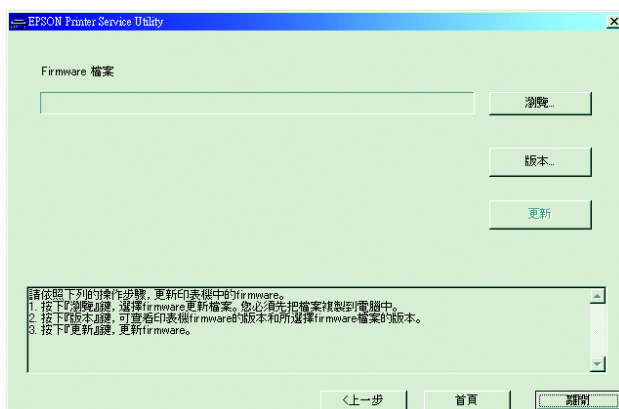 EPSON Printer Service Utility
Firmware 檔案
瀏覽...
版本...
更新
請依照下列的操作步驟, 更新印表機中的firmware。
1. 按下『瀏覽』鍵, 選擇firmware更新檔案。您必須先把檔案複製到電腦中。
2. 按下『版本』鍵, 可查看印表機firmware的版本和所選擇firmware檔案的版本。
3. 按下『更新』鍵, 更新firmware。
<上一步
首頁
離開